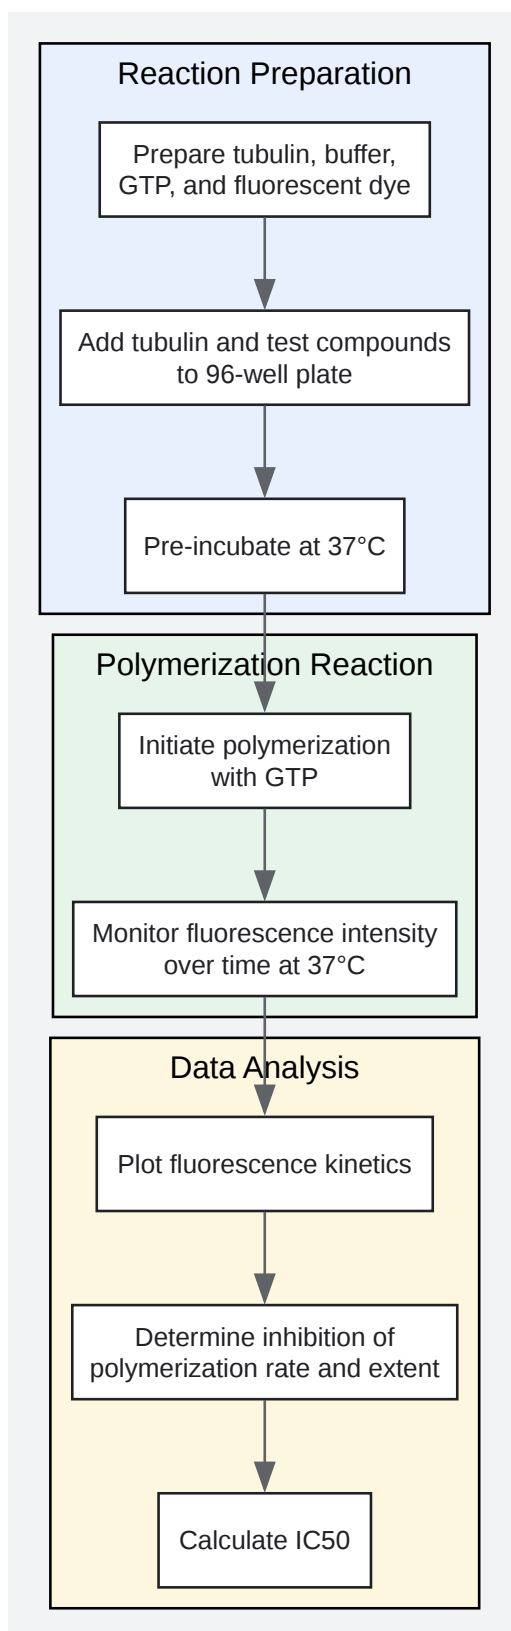 Reaction Preparation
Prepare tubulin, buffer,
GTP, and fluorescent dye
Add tubulin and test compounds
to 96-well plate
Pre-incubate at 37°C
Polymerization Reaction
Initiate polymerization
with GTP
Monitor fluorescence intensity
over time at 37°C
Data Analysis
Plot fluorescence kinetics
Determine inhibition of
polymerization rate and extent
Calculate IC50